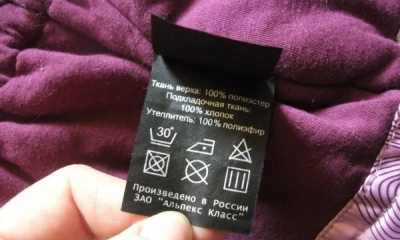 Ткань верха: 100% полиэстер
Подкладочная ткань:
100% хлопок
Утеплитель: 100% полиэфир
30°
Произведено в России
ЗАО "Альпекс Класс"